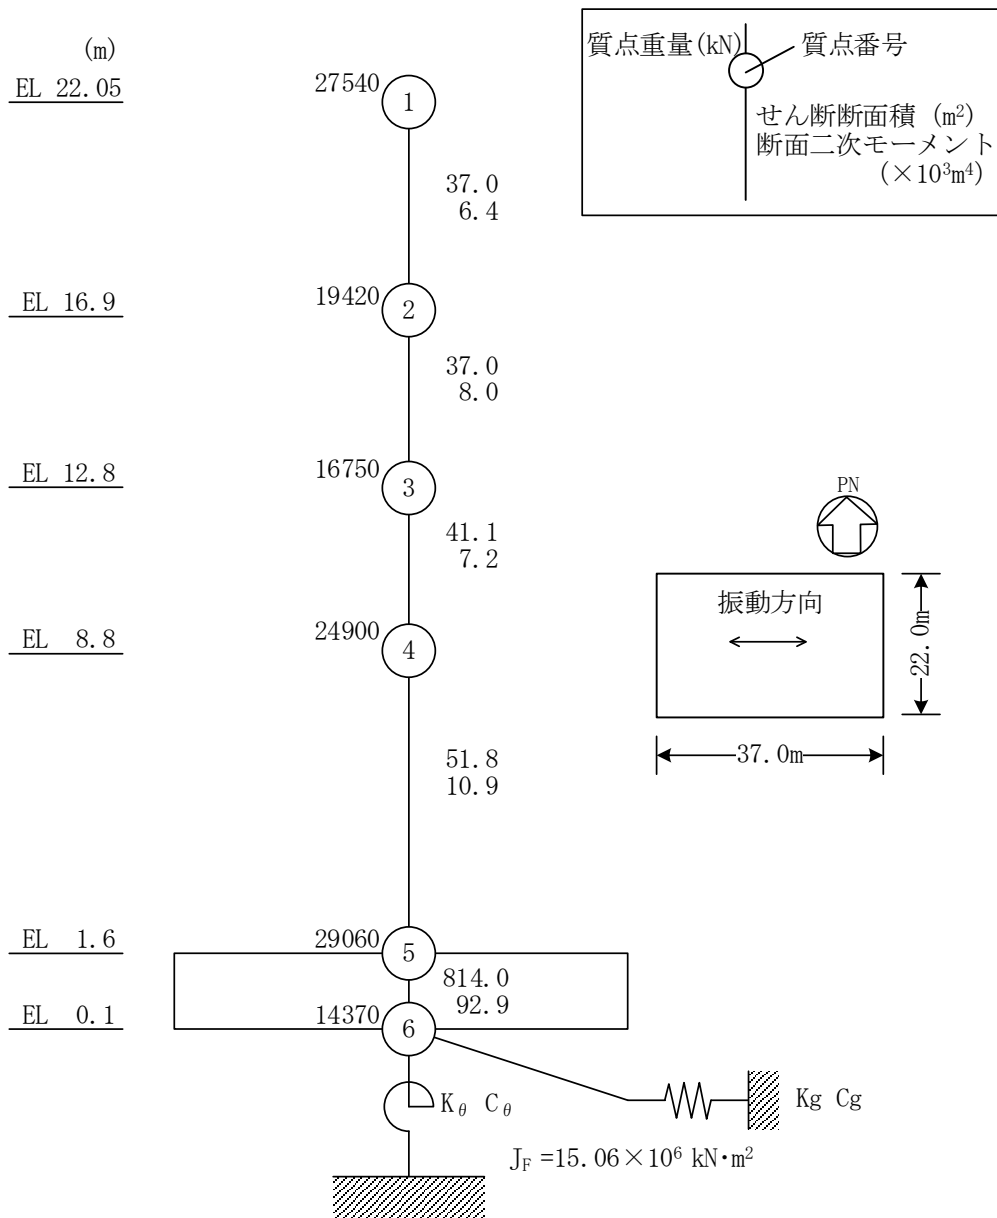 (m)
EL 22.05
27540
1
37.0
6.4
EL 16.9
19420
2
37.0
8.0
EL 12.8
16750
3
41.1
7.2
EL 8.8
24900
4
51.8
10.9
EL 1.6
29060
5
814.0
92.9
EL 0.1
14370
6
Kθ Cθ
Kg Cg
JF =15.06×10⁶ kN・m²
質点重量(kN)
質点番号
せん断断面積 (m²)
断面二次モーメント
(×10³m⁴)
PN
振動方向
22.0m
37.0m